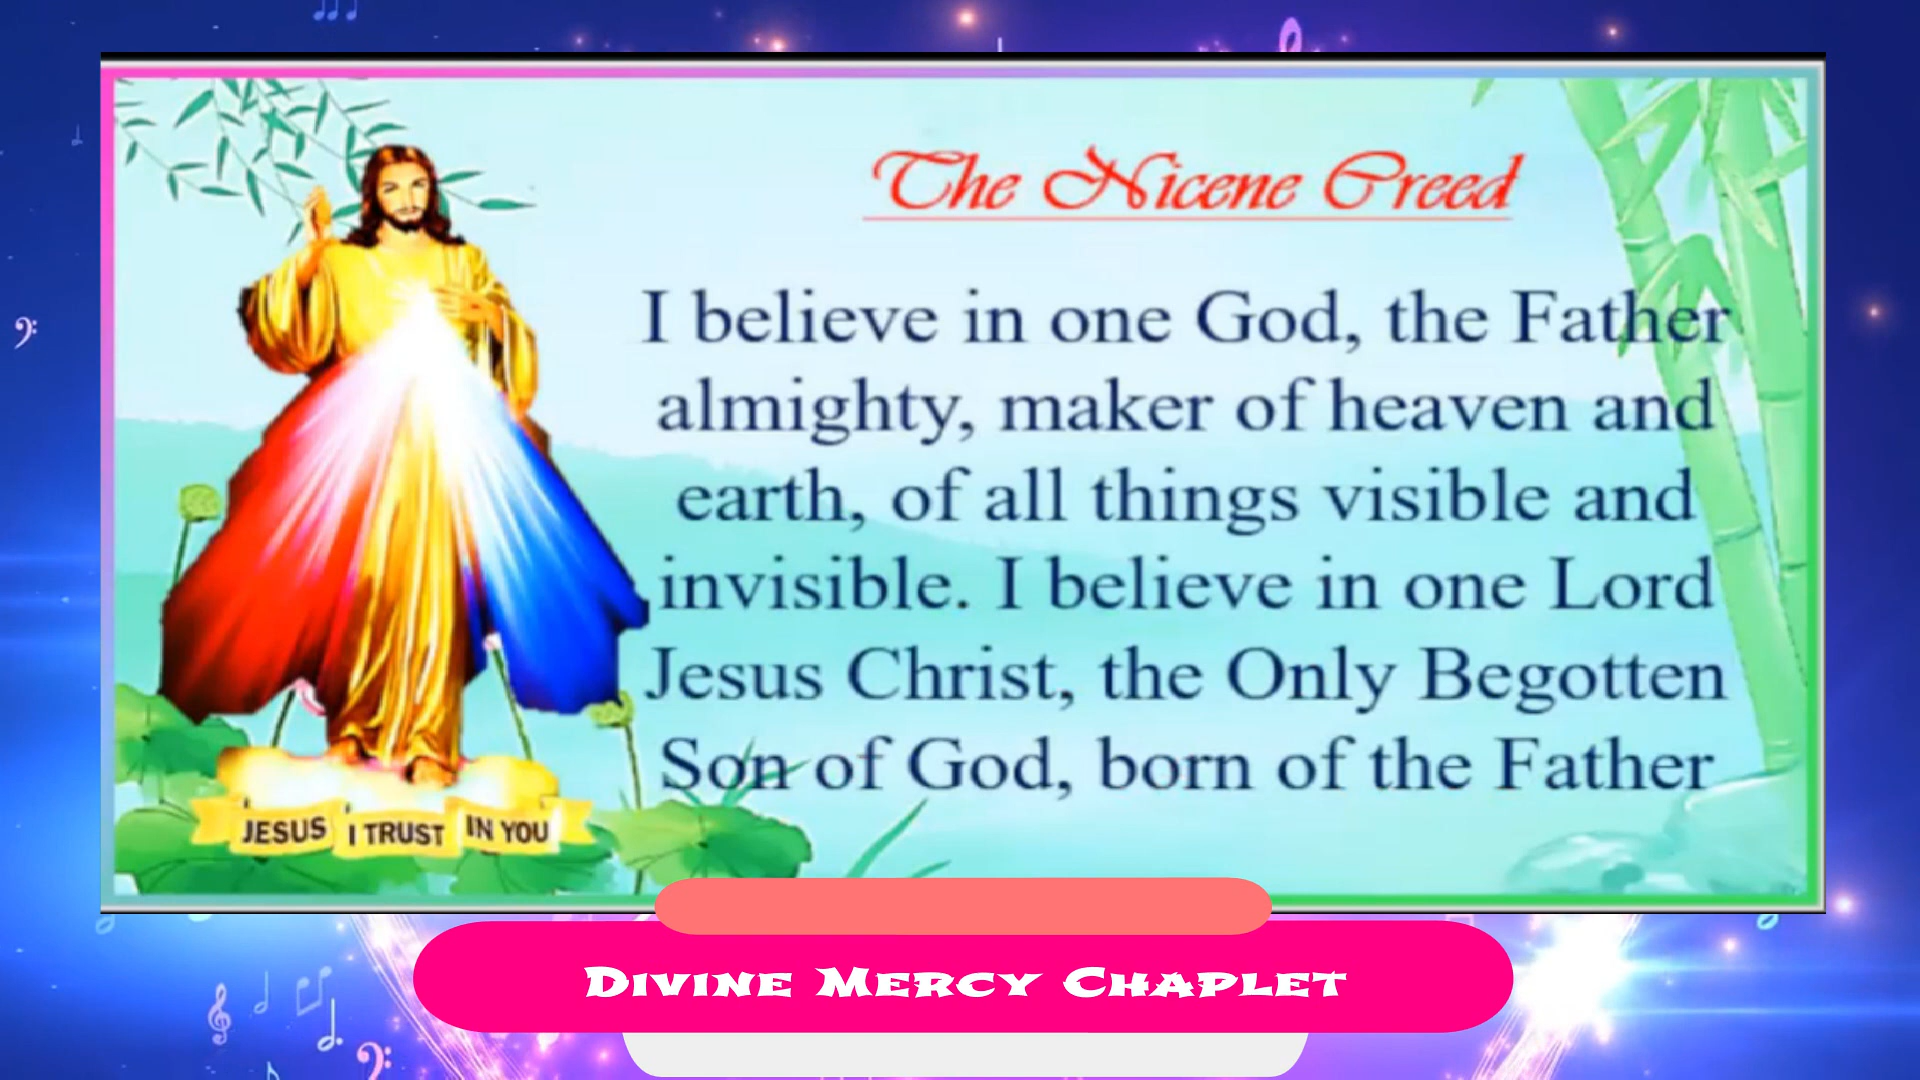 The Nicene Creed
I believe in one God, the Father
almighty, maker of heaven and
earth, of all things visible and
invisible. I believe in one Lord
Jesus Christ, the Only Begotten
Son of God, born of the Father
JESUS I TRUST IN YOU
Divine Mercy Chaplet